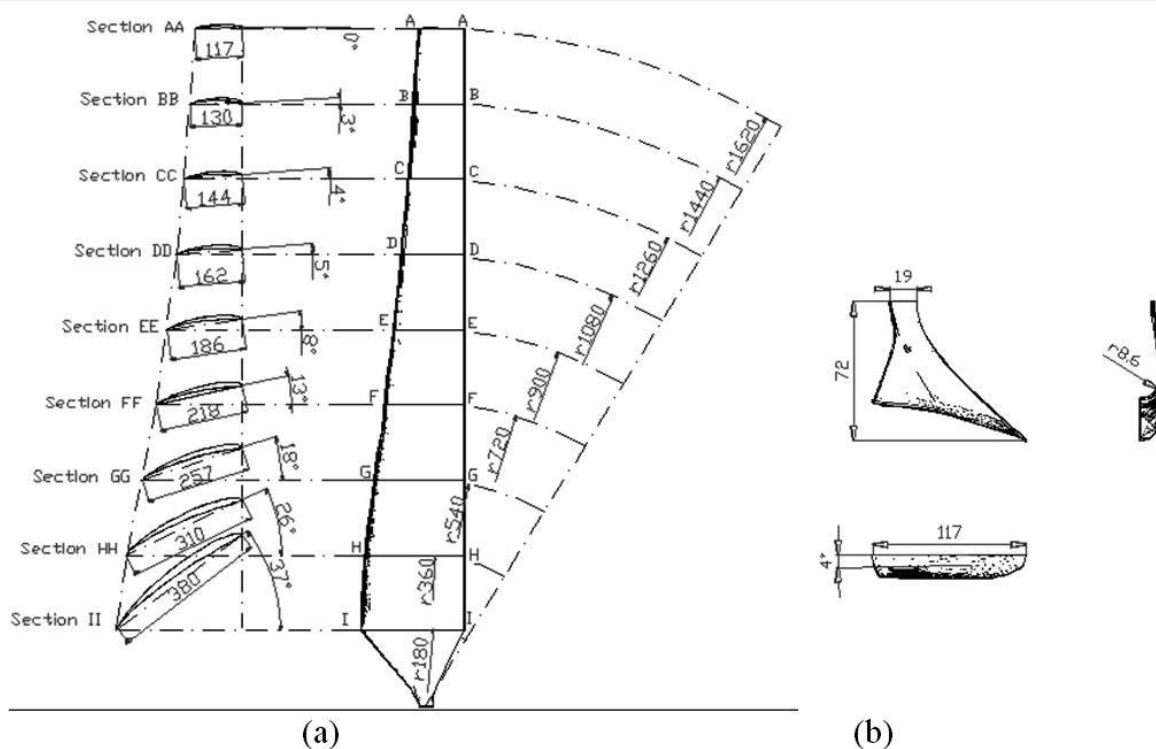 A A
Section AA
117
0°
r1620
Section BB
B B
130
3°
r1440
Section CC
C C
144
4°
r1260
Section DD
D D
162
5°
r1080
Section EE
E E
186
8°
r900
Section FF
F F
218
13°
r720
Section GG
G G
257
18°
r540
Section HH
H H
310
26°
r360
Section II
I I
380
37°
r180
(a)
19
72
r8,6
117
4°
(b)